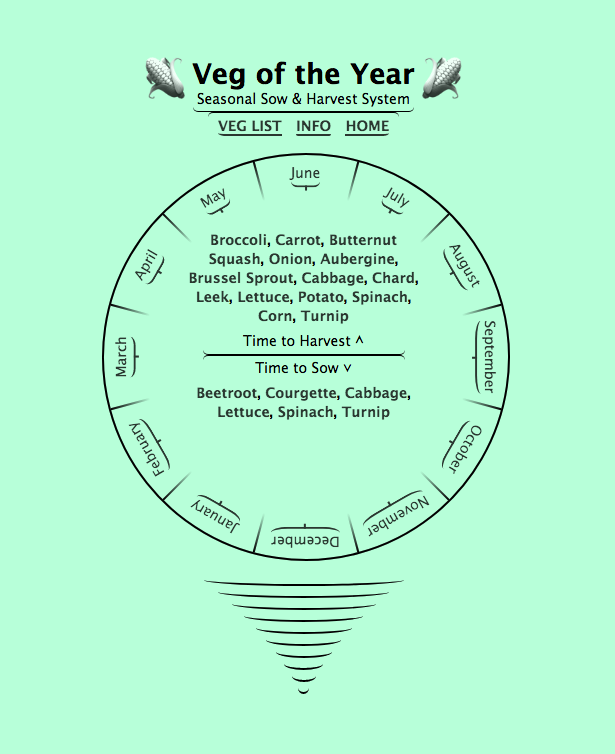 Veg of the Year
Seasonal Sow & Harvest System
VEG LIST INFO HOME
June
July
August
September
October
November
December
January
February
March
April
May
Broccoli, Carrot, Butternut
Squash, Onion, Aubergine,
Brussel Sprout, Cabbage, Chard,
Leek, Lettuce, Potato, Spinach,
Corn, Turnip
Time to Harvest ^
Time to Sow v
Beetroot, Courgette, Cabbage,
Lettuce, Spinach, Turnip